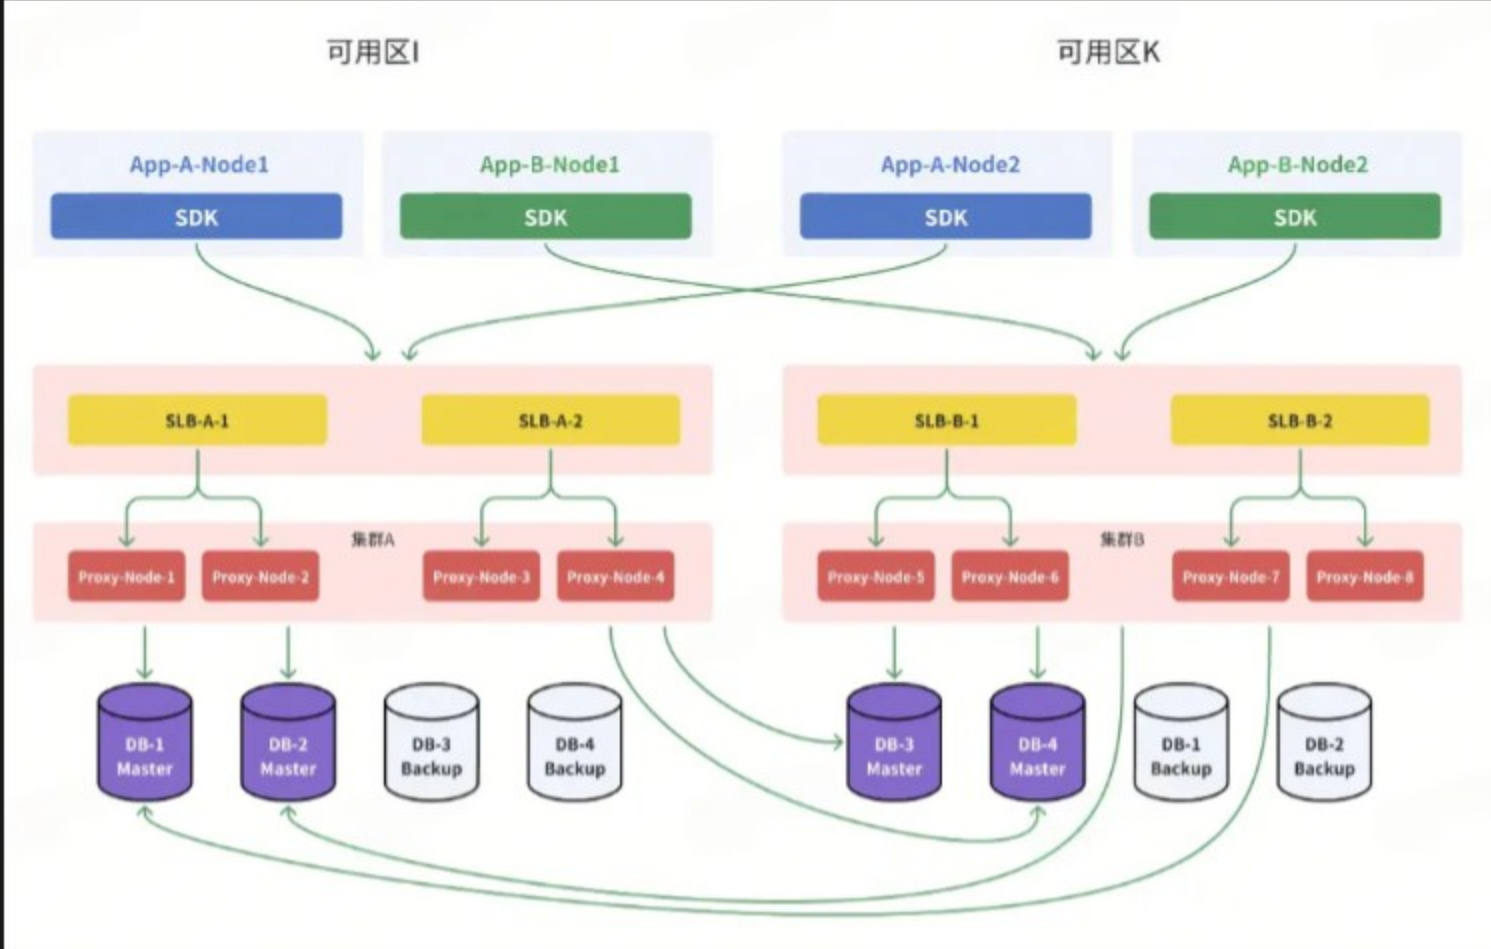 可用区I
可用区K
App-A-Node1
App-B-Node1
App-A-Node2
App-B-Node2
SDK
SDK
SDK
SDK
SLB-A-1
SLB-A-2
SLB-B-1
SLB-B-2
集群A
集群B
Proxy-Node-1
Proxy-Node-2
Proxy-Node-3
Proxy-Node-4
Proxy-Node-5
Proxy-Node-6
Proxy-Node-7
Proxy-Node-8
DB-1
Master
DB-2
Master
DB-3
Backup
DB-4
Backup
DB-3
Master
DB-4
Master
DB-1
Backup
DB-2
Backup